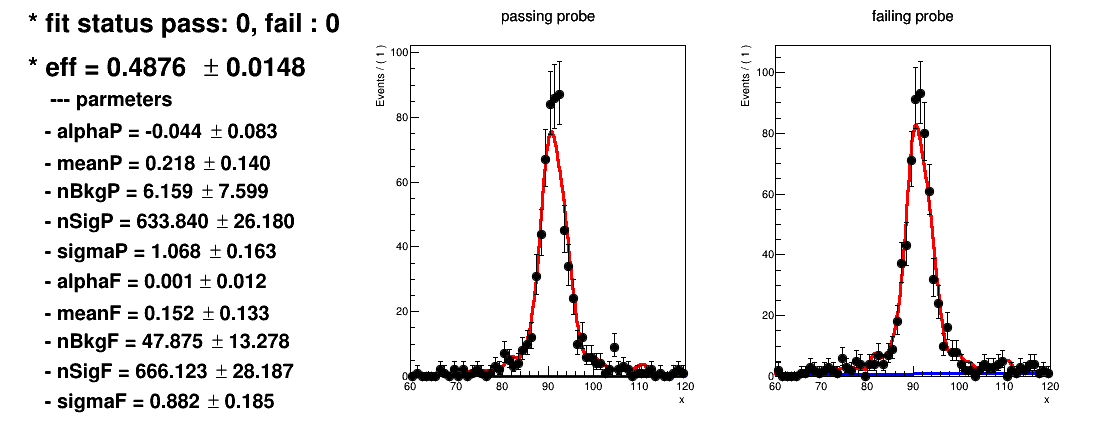 * fit status pass: 0, fail : 0
* eff = 0.4876 ± 0.0148
--- parmeters
- alphaP = -0.044 ± 0.083
- meanP = 0.218 ± 0.140
- nBkgP = 6.159 ± 7.599
- nSigP = 633.840 ± 26.180
- sigmaP = 1.068 ± 0.163
- alphaF = 0.001 ± 0.012
- meanF = 0.152 ± 0.133
- nBkgF = 47.875 ± 13.278
- nSigF = 666.123 ± 28.187
- sigmaF = 0.882 ± 0.185
passing probe
Events / ( 1 )
100
80
60
40
20
0
60 70 80 90 100 110 120
x
failing probe
Events / ( 1 )
100
80
60
40
20
0
60 70 80 90 100 110 120
x